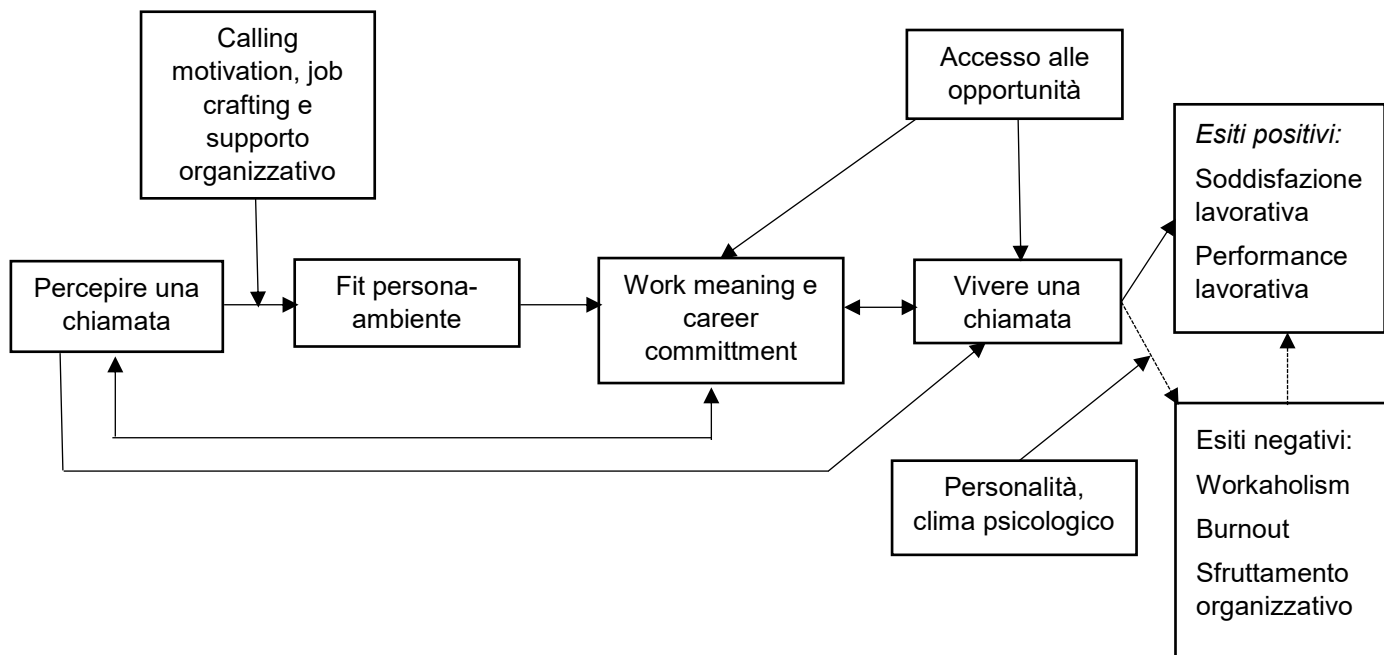 Calling
motivation, job
crafting e
supporto
organizzativo
Accesso alle
opportunità
Esiti positivi:
Soddisfazione
lavorativa
Performance
lavorativa
Percepire una
chiamata
Fit persona-
ambiente
Work meaning e
career
committment
Vivere una
chiamata
Personalità,
clima psicologico
Esiti negativi:
Workaholism
Burnout
Sfruttamento
organizzativo